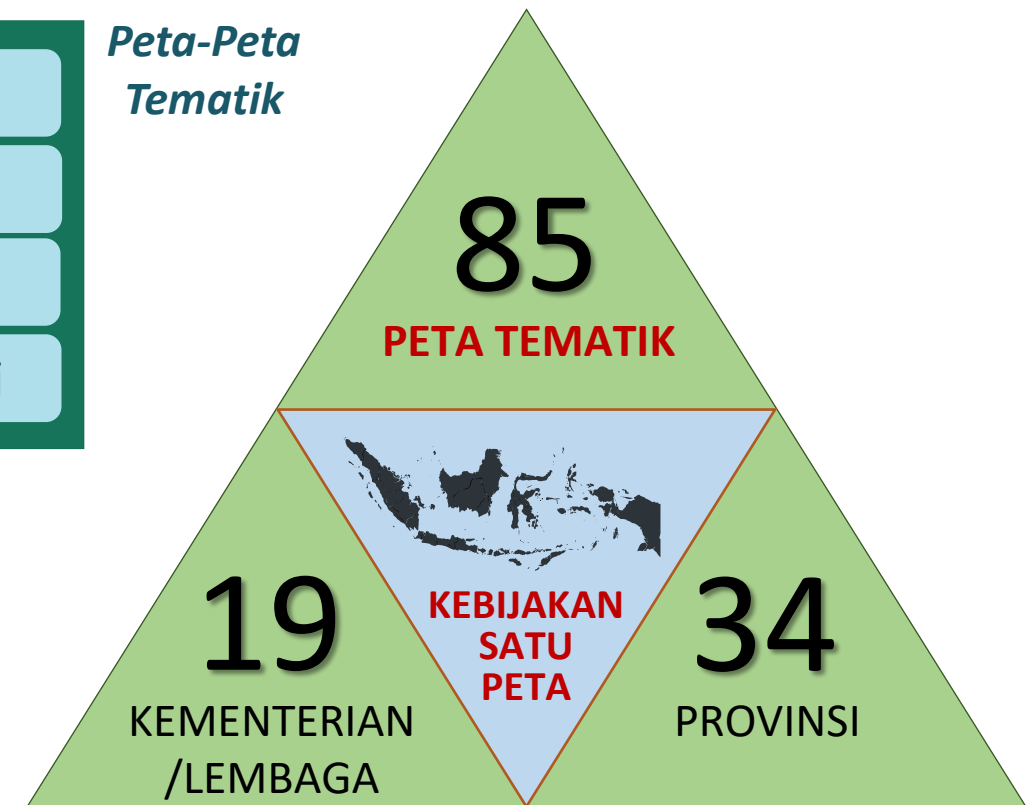 Peta-Peta
Tematik
i
85
PETA TEMATIK
19
KEMENTERIAN
/LEMBAGA
KEBIJAKAN
SATU
PETA
34
PROVINSI